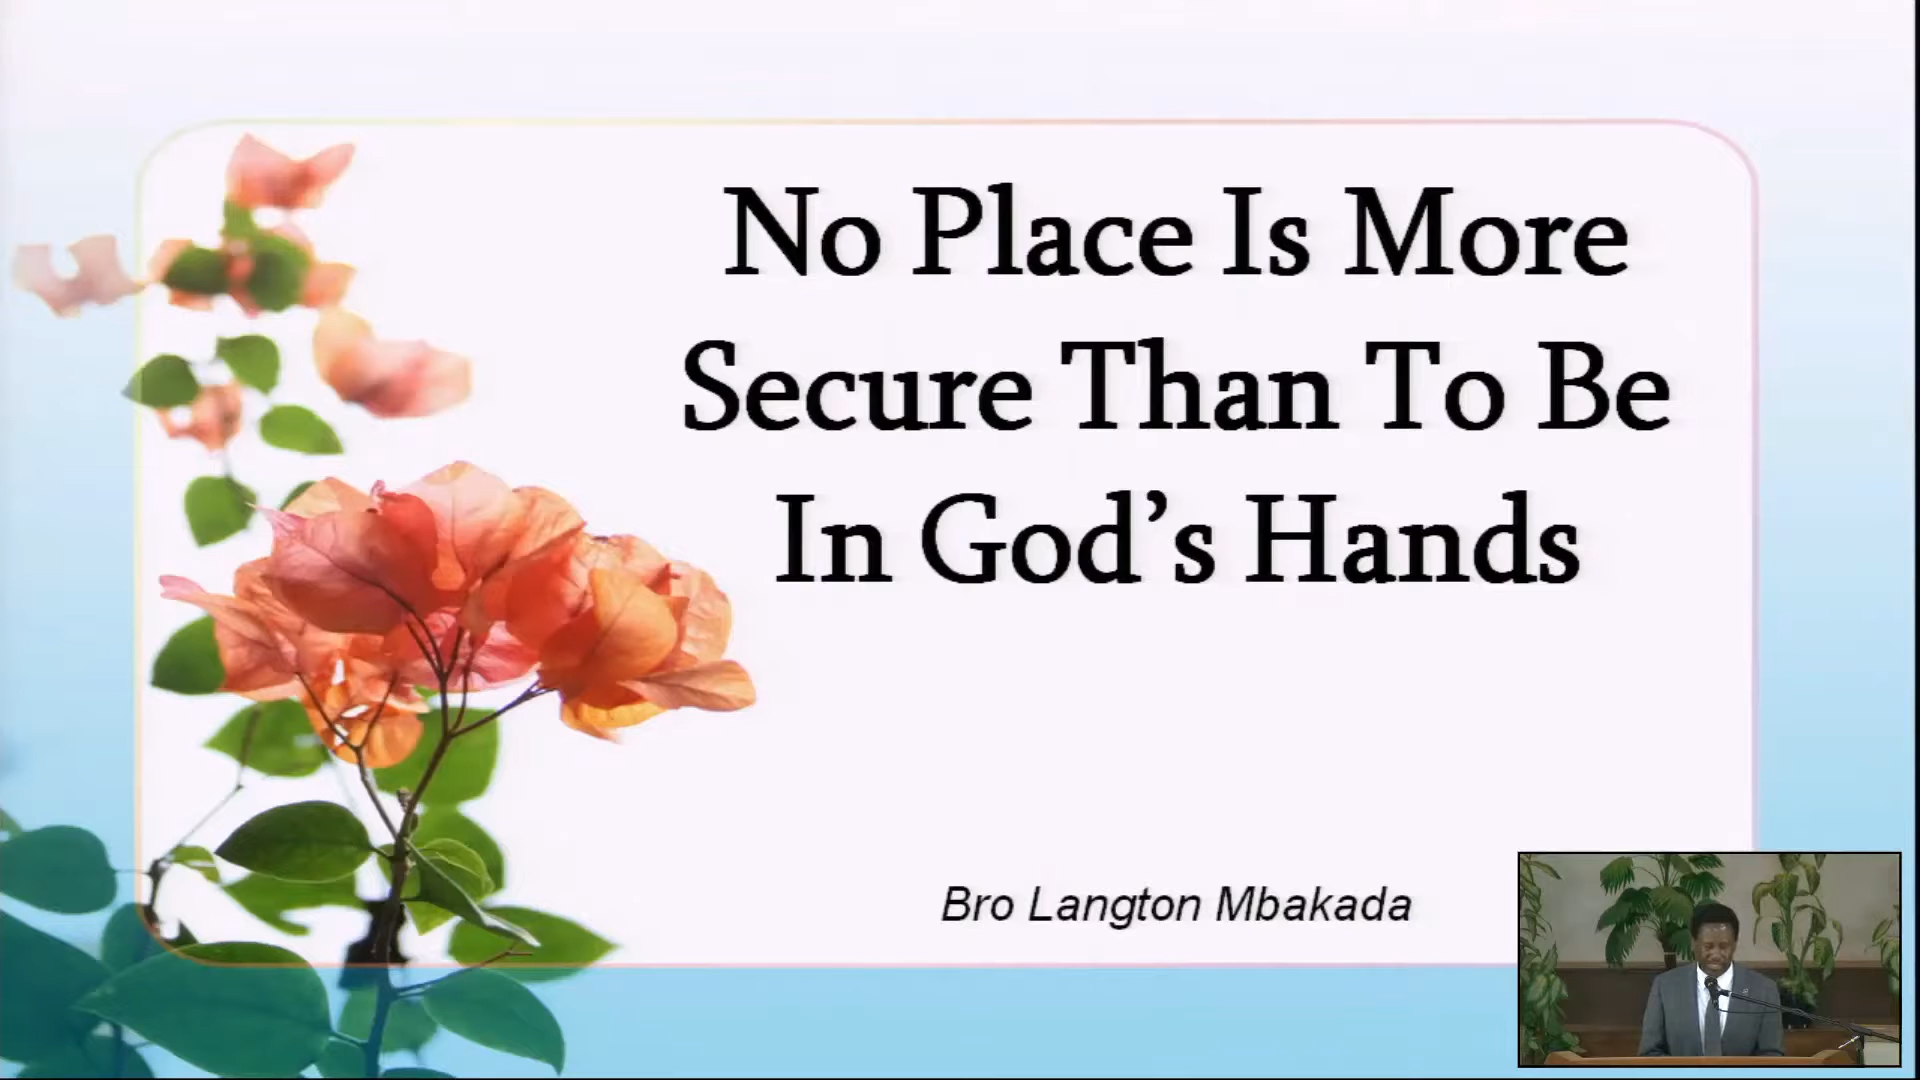 No Place Is More
Secure Than To Be
In God’s Hands
Bro Langton Mbakada